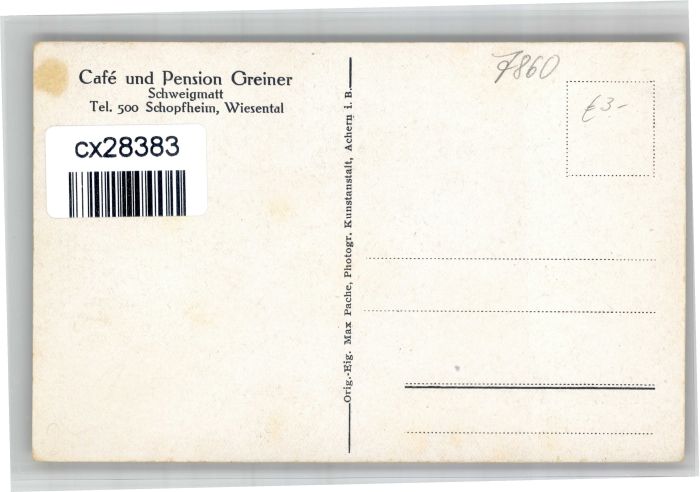 Café und Pension Greiner
Schweigmatt
Tel. 500 Schopfheim, Wiesental
cx28383
Orig.-Eig. Max Pache, Photogr. Kunstanstalt, Achern i. B.
7860
€3-